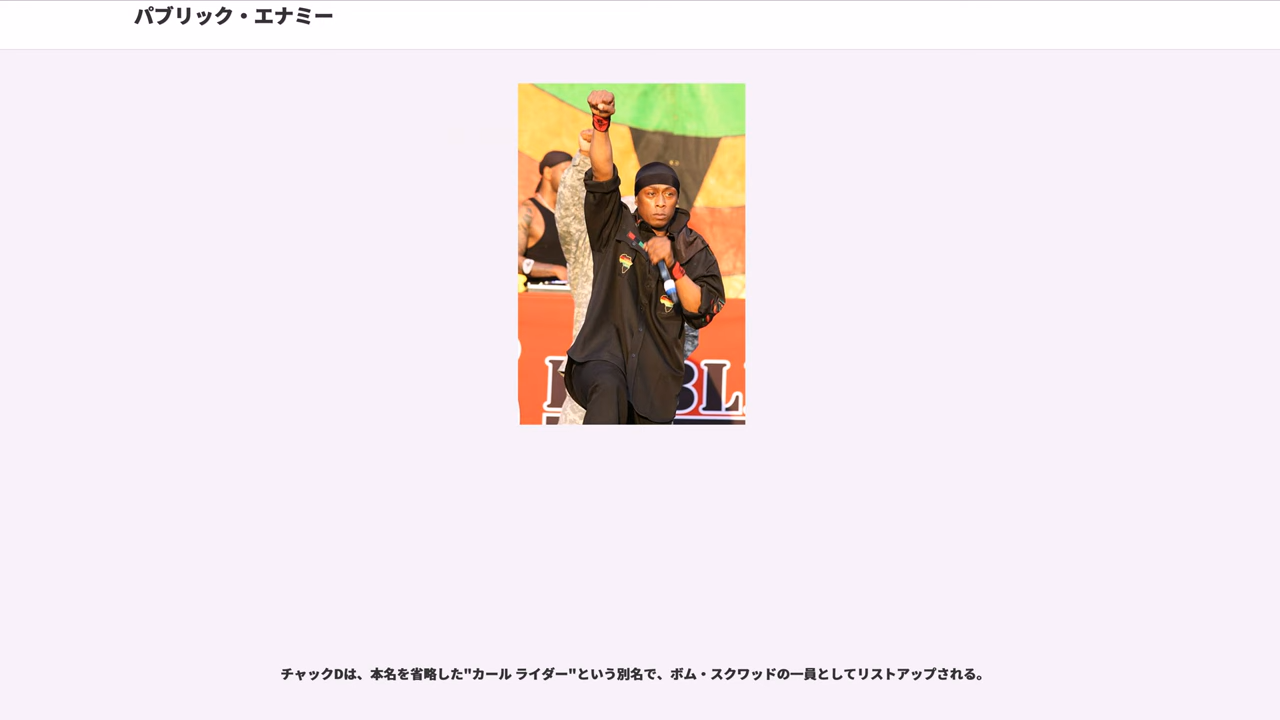 パブリック・エナミー
BL
チャックDは、本名を省略した"カール ライダー"という別名で、ボム・スクワッドの一員としてリストアップされる。